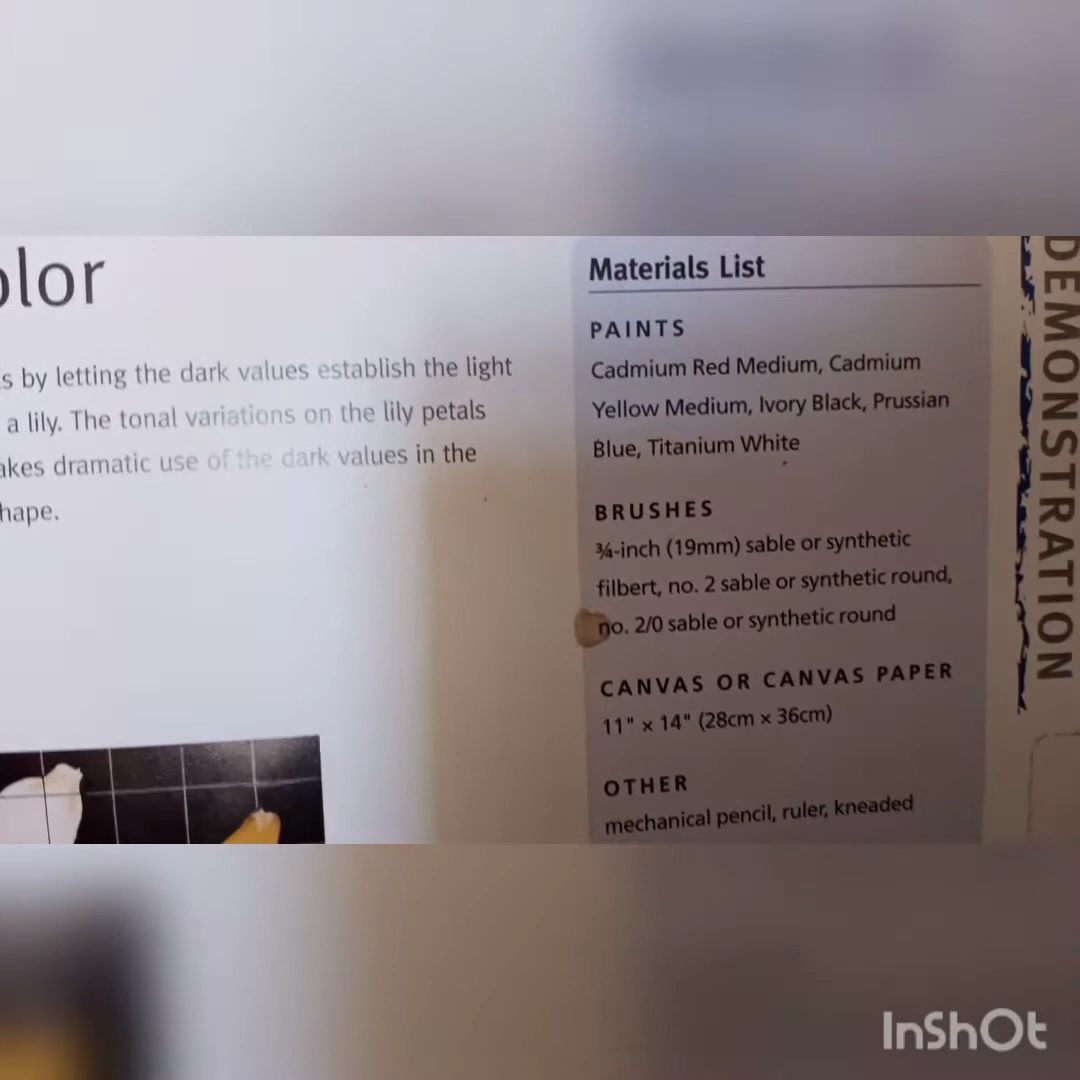 olor
s by letting the dark values establish the light
a lily. The tonal variations on the lily petals
akes dramatic use of the dark values in the
hape.
Materials List
PAINTS
Cadmium Red Medium, Cadmium
Yellow Medium, Ivory Black, Prussian
Blue, Titanium White
BRUSHES
¾-inch (19mm) sable or synthetic
filbert, no. 2 sable or synthetic round,
no. 2/0 sable or synthetic round
CANVAS OR CANVAS PAPER
11" x 14" (28cm x 36cm)
OTHER
mechanical pencil, ruler, kneaded
DEMONSTRATION
InShOt